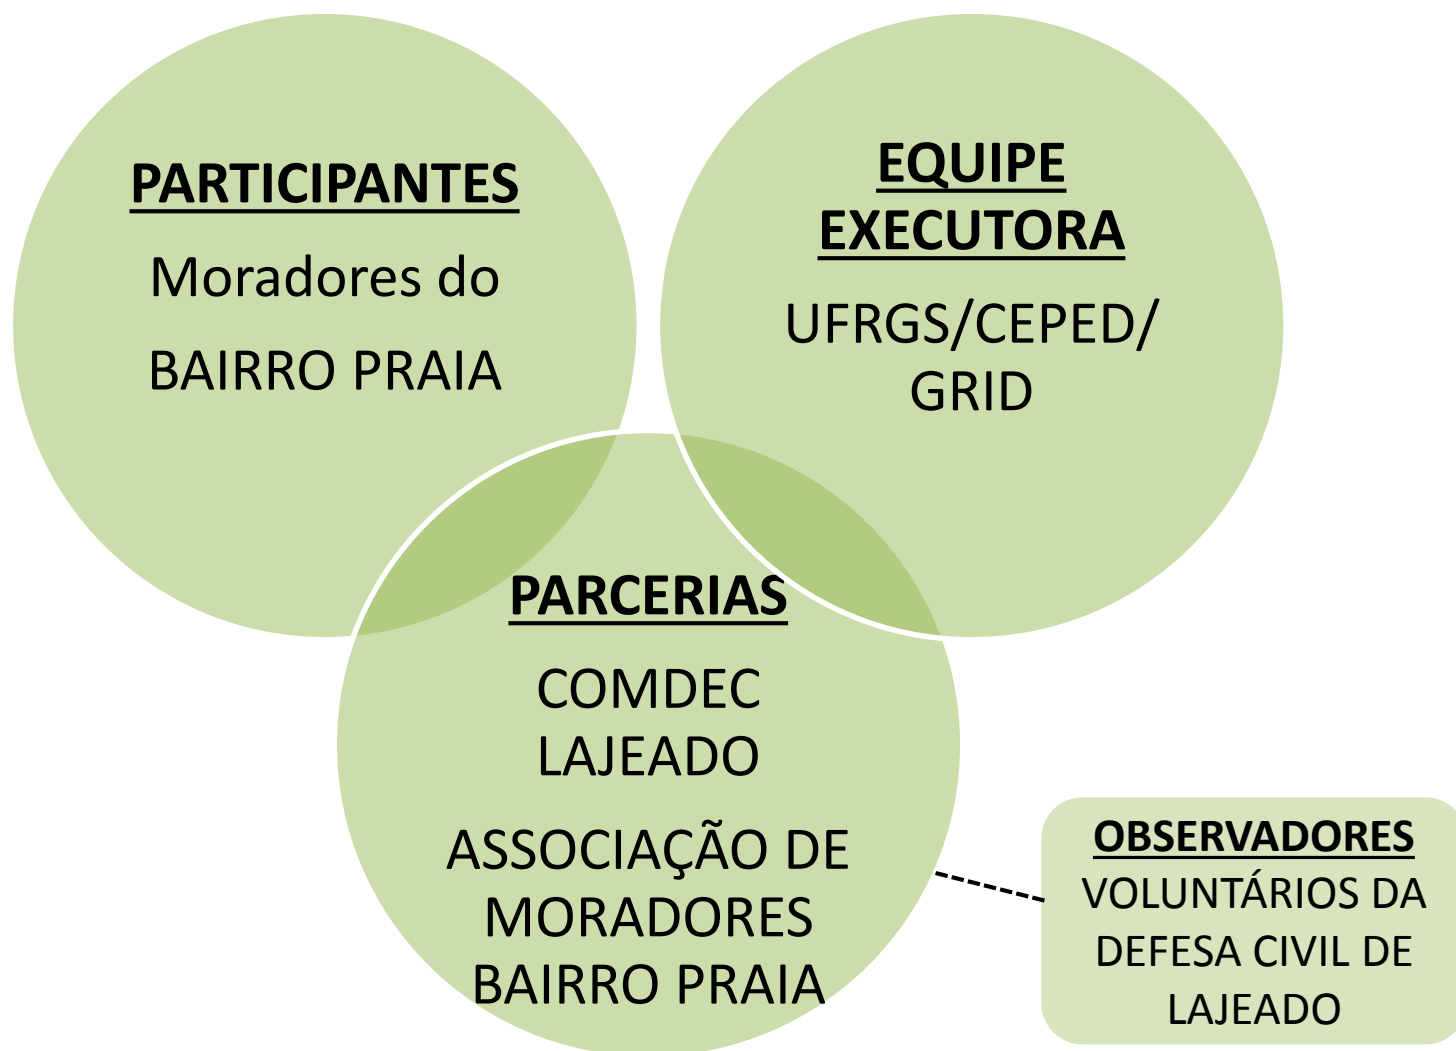 PARTICIPANTES
Moradores do
BAIRRO PRAIA
EQUIPE
EXECUTORA
UFRGS/CEPED/
GRID
PARCERIAS
COMDEC
LAJEADO
ASSOCIAÇÃO DE
MORADORES
BAIRRO PRAIA
OBSERVADORES
VOLUNTÁRIOS DA
DEFESA CIVIL DE
LAJEADO